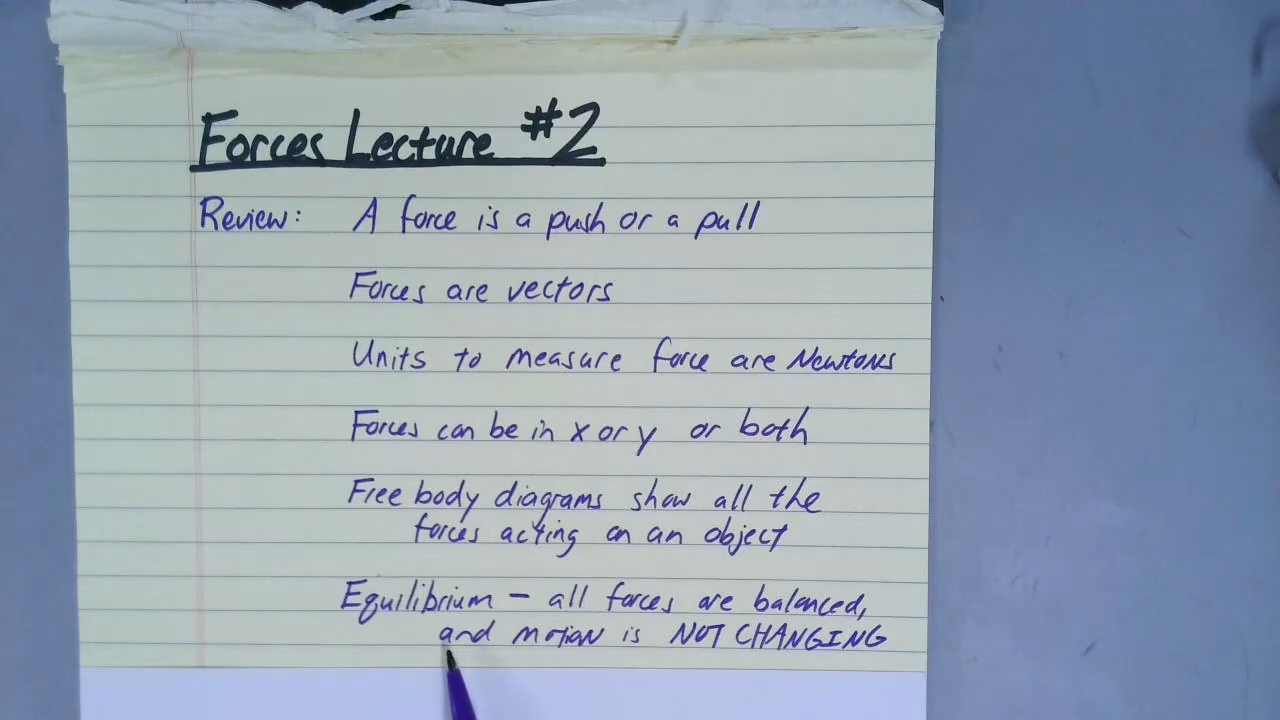 Forces Lecture #2
Review: A force is a push or a pull
Forces are vectors
Units to measure force are Newtons
Forces can be in x or y or both
Free body diagrams show all the
forces acting on an object
Equilibrium – all forces are balanced,
and motion is NOT CHANGING